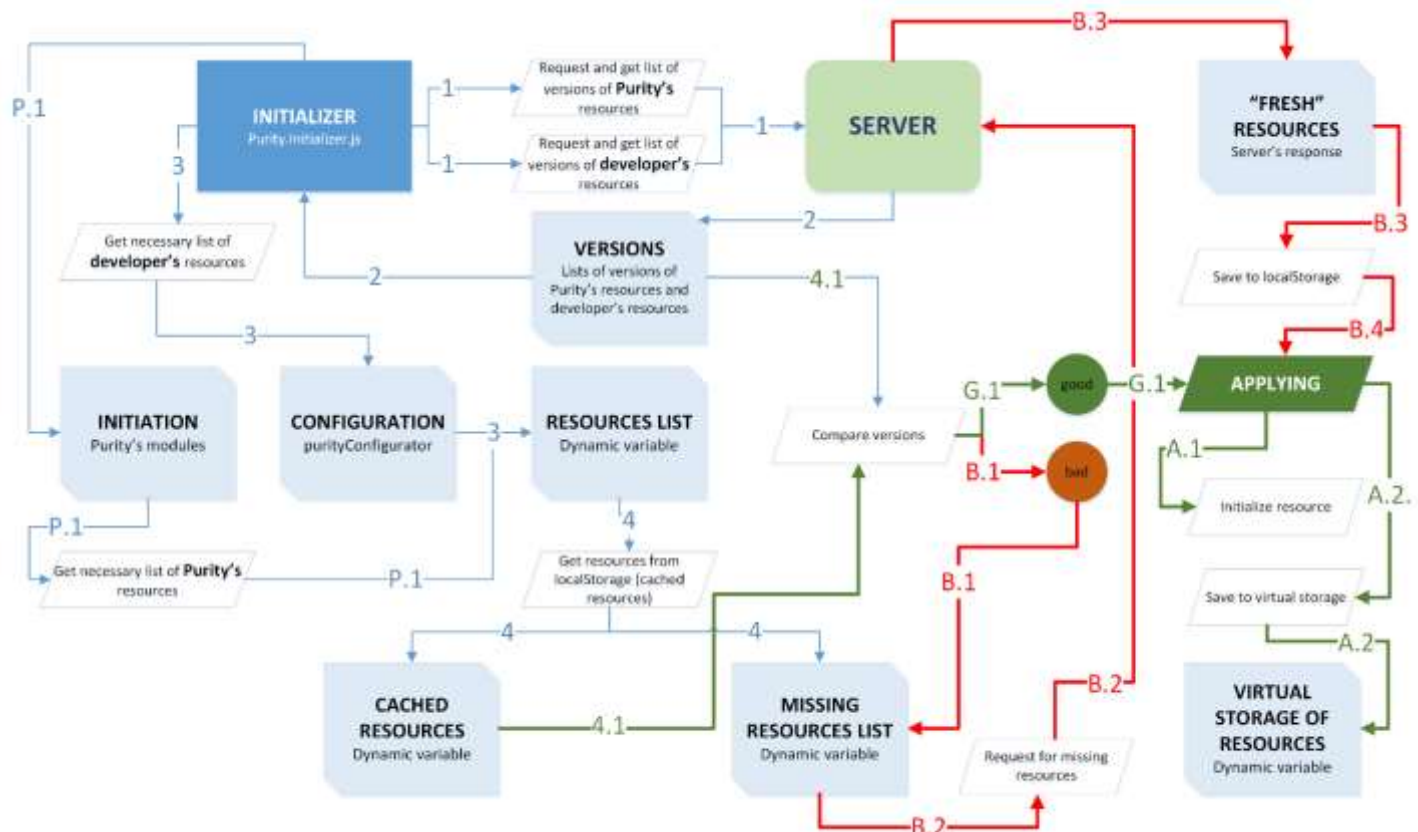 B.3
P.1
INITIALIZER
Purity.Initializer.js
1
Request and get list of
versions of Purity's
resources
1
Request and get list of
versions of developer's
resources
1
SERVER
"FRESH"
RESOURCES
Server's response
3
Get necessary list of
developer's resources
2
VERSIONS
Lists of versions of
Purity's resources and
developer's resources
2
4.1
B.3
Save to localStorage
B.4
3
INITIATION
Purity's modules
CONFIGURATION
purityConfigurator
3
RESOURCES LIST
Dynamic variable
Compare versions
G.1
good
G.1
APPLYING
B.1
bad
A.1
Initialize resource
A.2.
P.1
Get necessary list of Purity's
resources
P.1
4
Get resources from
localStorage (cached
resources)
B.1
Save to virtual storage
A.2
4
4
CACHED
RESOURCES
Dynamic variable
4.1
MISSING
RESOURCES LIST
Dynamic variable
B.2
Request for missing
resources
B.2
VIRTUAL
STORAGE OF
RESOURCES
Dynamic variable